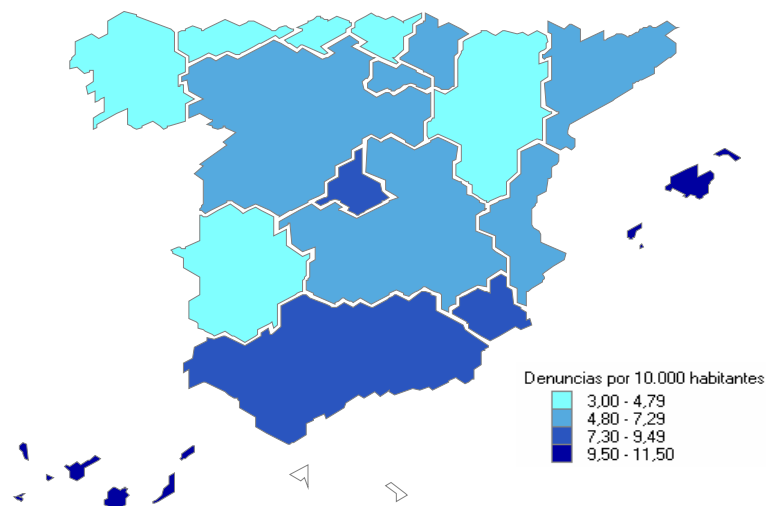 Denuncias por 10.000 habitantes
3,00 - 4,79
4,80 - 7,29
7,30 - 9,49
9,50 - 11,50